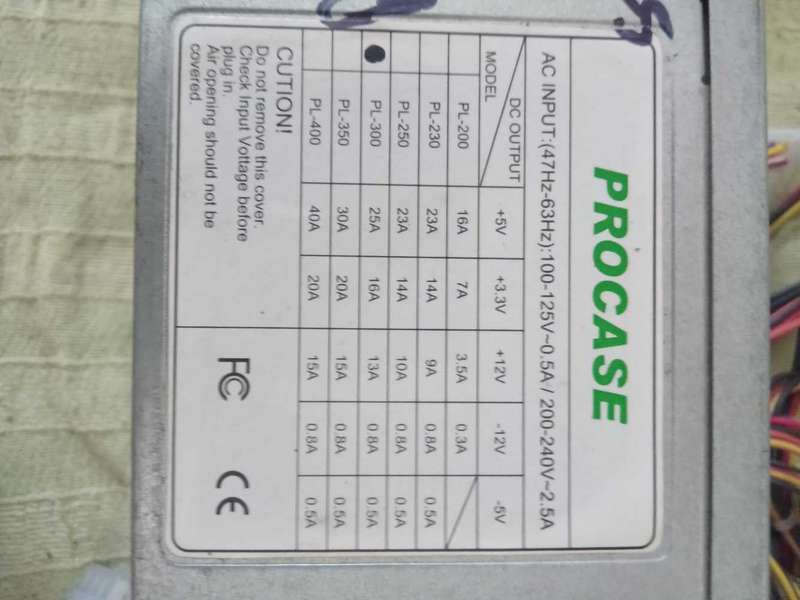 PROCASE
AC INPUT:(47Hz-63Hz):100-125V~0.5A / 200-240V~2.5A
DC OUTPUT
MODEL
+5V +3.3V +12V -12V -5V
PL-200 16A 7A 3.5A 0.3A
PL-230 23A 14A 9A 0.8A 0.5A
PL-250 23A 14A 10A 0.8A 0.5A
PL-300 25A 16A 13A 0.8A 0.5A
PL-350 30A 20A 15A 0.8A 0.5A
PL-400 40A 20A 15A 0.8A 0.5A
CUTION!
Do not remove this cover.
Check Input Vottage before
plug in.
Air opening should not be
covered.
FC CE